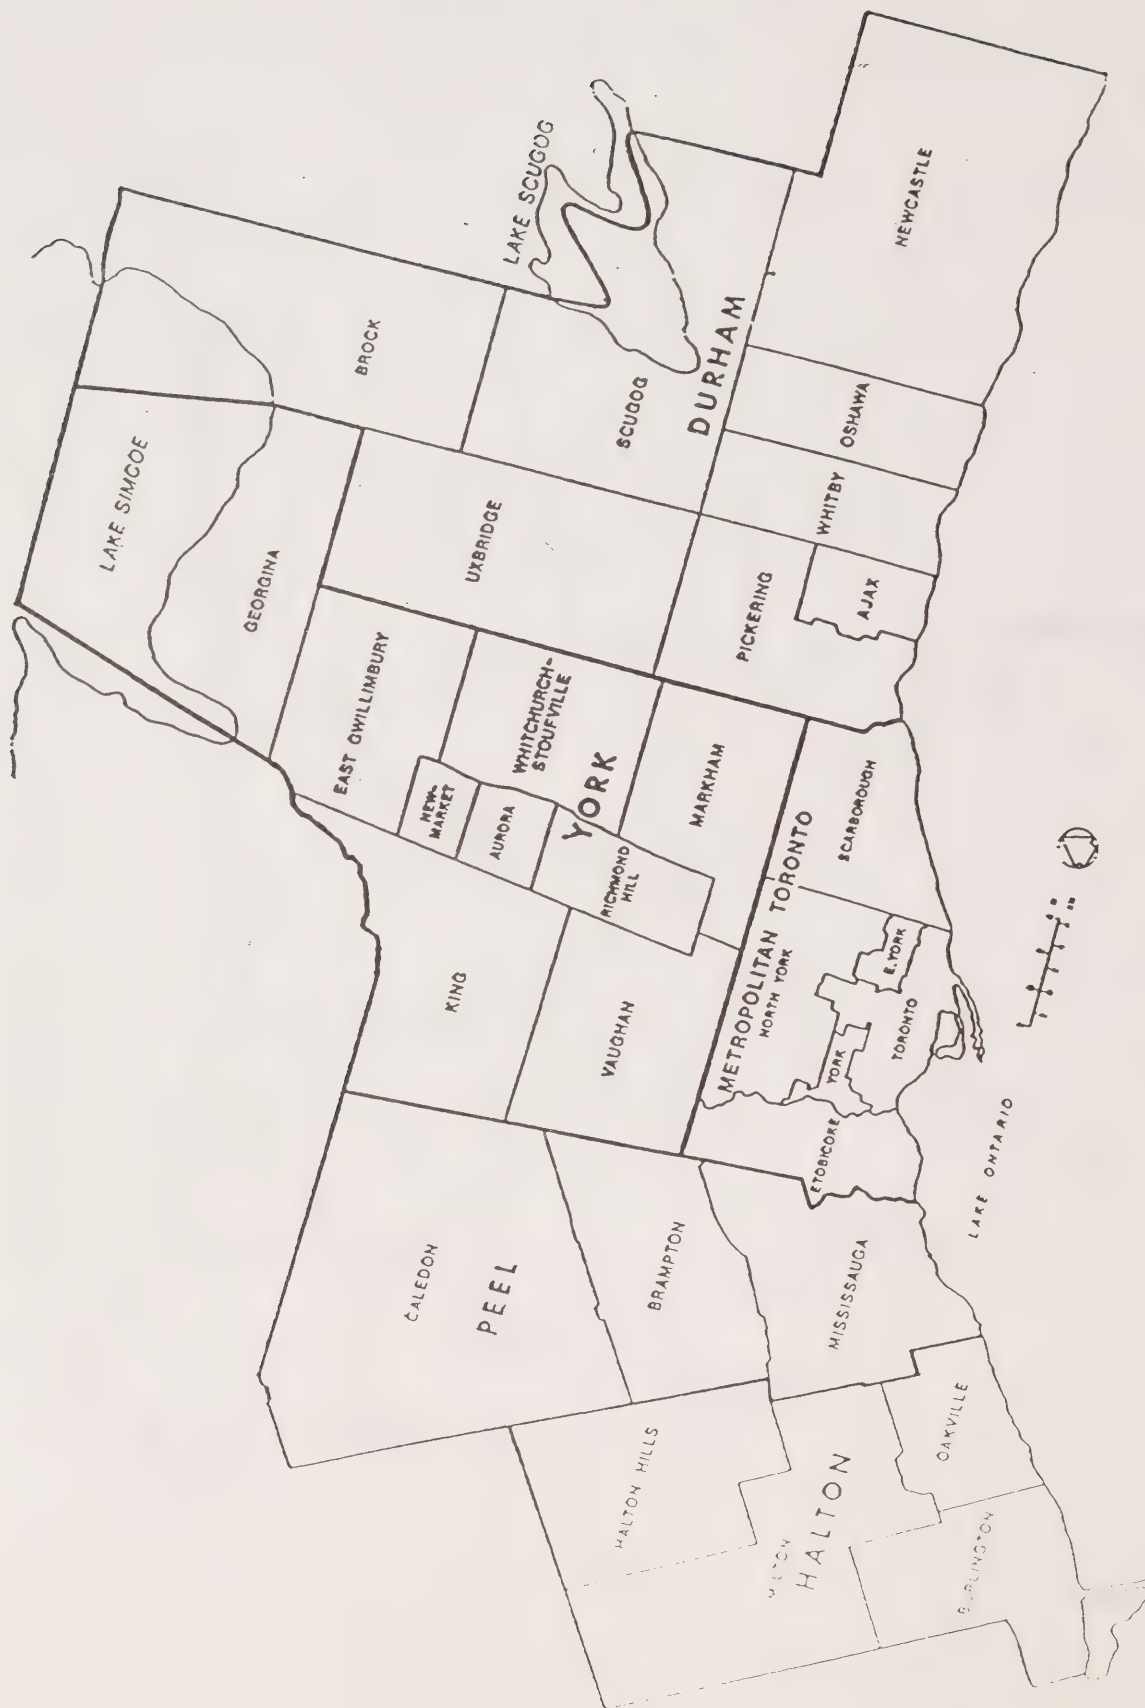 LAKE SIMCOE
GEORGINA
BROCK
LAKE SCUGOG
SCUGOG
UXBRIDGE
DURHAM
NEWCASTLE
OSHAWA
WHITBY
AJAX
PICKERING
EAST GWILLIMBURY
NEW-
MARKET
WHITCHURCH-
STOUFVILLE
AURORA
YORK
RICHMOND
HILL
MARKHAM
KING
VAUGHAN
METROPOLITAN TORONTO
SCARBOROUGH
NORTH YORK
E.YORK
YORK
TORONTO
ETOBICOKE
CALEDON
PEEL
BRAMPTON
MISSISSAUGA
HALTON HILLS
HALTON
OAKVILLE
LAKE ONTARIO